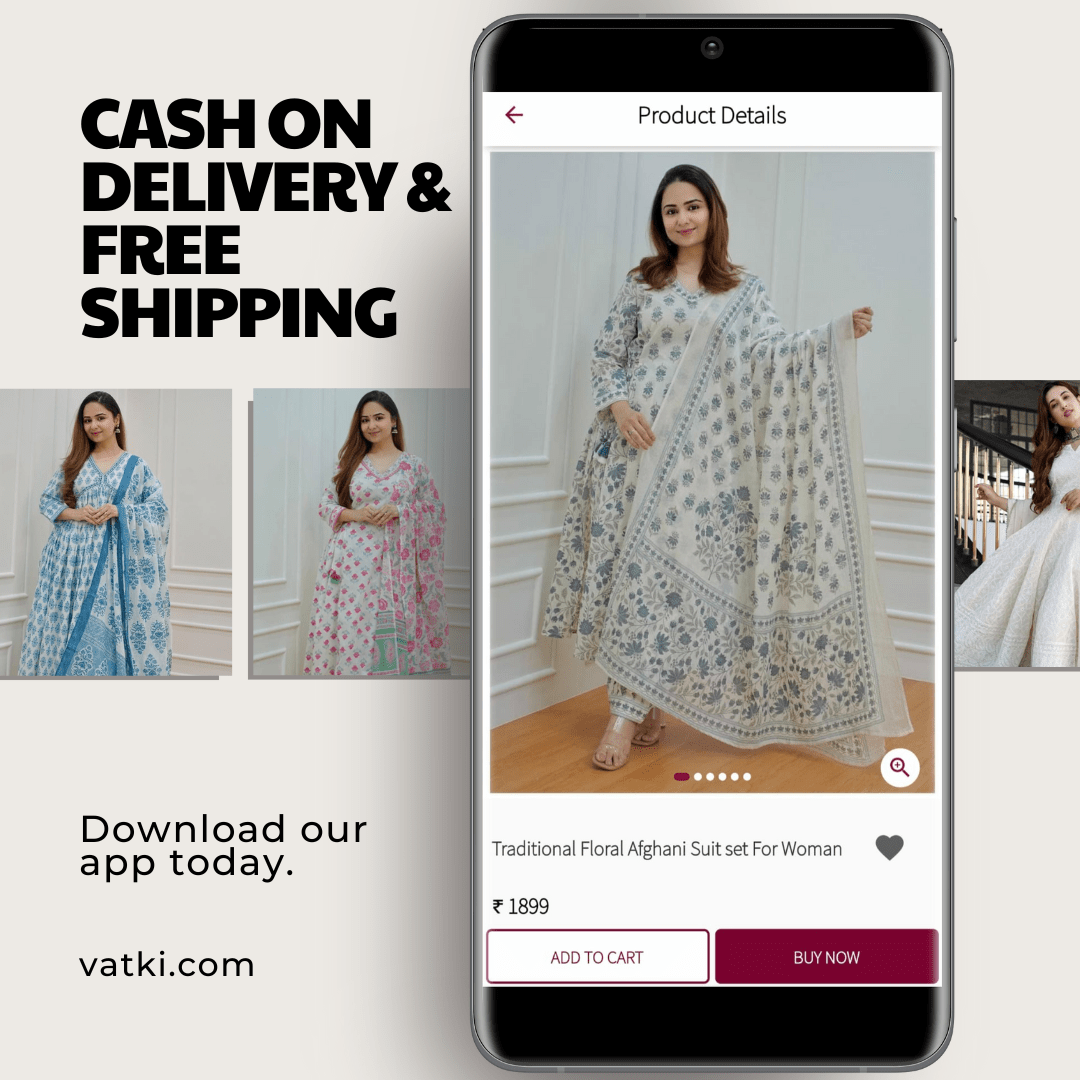 CASH ON
DELIVERY &
FREE
SHIPPING
Download our
app today.
vatki.com
Product Details
Traditional Floral Afghani Suit set For Woman
₹ 1899
ADD TO CART
BUY NOW